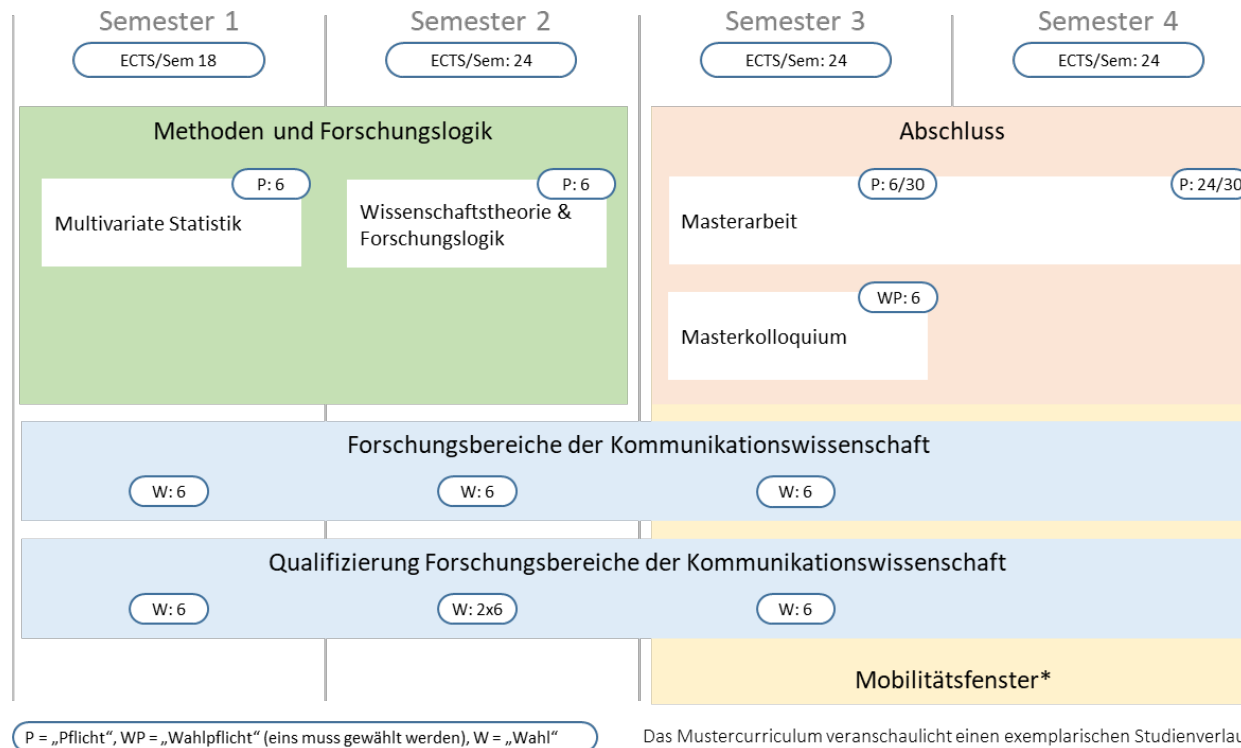 Semester 1
Semester 2
Semester 3
Semester 4
ECTS/Sem 18
ECTS/Sem: 24
ECTS/Sem: 24
ECTS/Sem: 24
Methoden und Forschungslogik
Abschluss
P: 6
P: 6
P: 6/30
P: 24/30
Multivariate Statistik
Wissenschaftstheorie &
Forschungslogik
Masterarbeit
WP: 6
Masterkolloquium
Forschungsbereiche der Kommunikationswissenschaft
W: 6
W: 6
W: 6
Qualifizierung Forschungsbereiche der Kommunikationswissenschaft
W: 6
W: 2x6
W: 6
Mobilitätsfenster*
P = „Pflicht“, WP = „Wahlpflicht“ (eins muss gewählt werden), W = „Wahl“
Das Mustercurriculum veranschaulicht einen exemplarischen Studienverlau